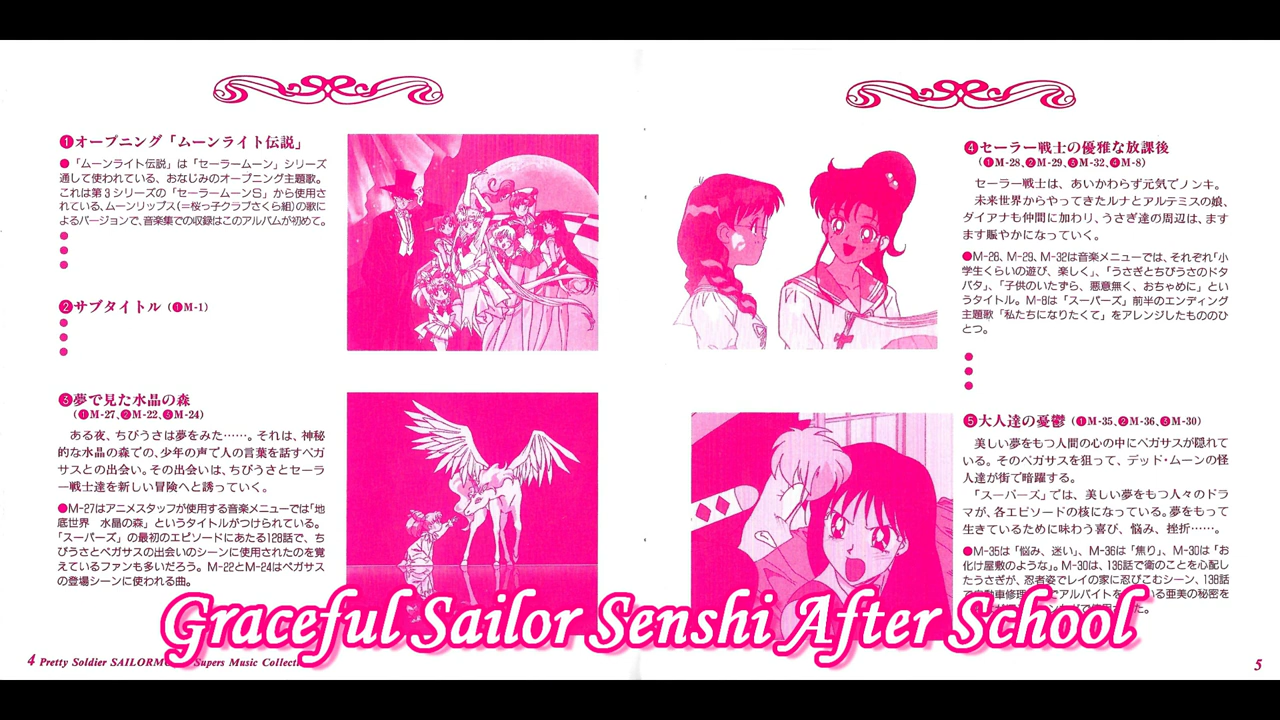 ❶オープニング「ムーンライト伝説」
●「ムーンライト伝説」は「セーラームーン」シリーズ
通して使われている、おなじみのオープニング主題歌。
これは第3シリーズの「セーラームーンS」から使用さ
れている、ムーンリップス(=桜っ子クラブさくら組)の歌に
よるバージョンで、音楽集での収録はこのアルバムが初めて。
●
●
●
❷サブタイトル(❶M-1)
●
●
●
❸夢で見た水晶の森
(❶M-27、❷M-22、❸M-24)
ある夜、ちびうさは夢をみた……。それは、神秘
的な水晶の森での、少年の声で人の言葉を話すペガ
サスとの出会い。その出会いは、ちびうさとセーラ
ー戦士達を新しい冒険へと誘っていく。
●M-27はアニメスタッフが使用する音楽メニューでは「地
底世界 水晶の森」というタイトルがつけられている。
「スーパーズ」の最初のエピソードにあたる128話で、ち
びうさとペガサスの出会いのシーンに使用されたのを覚
えているファンも多いだろう。M-22とM-24はペガサス
の登場シーンに使われる曲。
❹セーラー戦士の優雅な放課後
(❶M-28、❷M-29、❸M-32、❹M-8)
セーラー戦士は、あいかわらず元気でノンキ。
未来世界からやってきたルナとアルテミスの娘、
ダイアナも仲間に加わり、うさぎ達の周辺は、ます
ます賑やかになっていく。
●M-28、M-29、M-32は音楽メニューでは、それぞれ「小
学生くらいの遊び、楽しく」、「うさぎとちびうさのドタ
バタ」、「子供のいたずら、悪意無く、おちゃめに」とい
うタイトル。M-8は「スーパーズ」前半のエンディング
主題歌「私たちになりたくて」をアレンジしたもののひ
とつ。
●
●
●
❺大人達の憂鬱(❶M-35、❷M-36、❸M-30)
美しい夢をもつ人間の心の中にペガサスが隠れて
いる。そのペガサスを狙って、デッド・ムーンの怪
人達が街で暗躍する。
「スーパーズ」では、美しい夢をもつ人々のドラ
マが、各エピソードの核になっている。夢をもって
生きているために味わう喜び、悩み、挫折……。
●M-35は「悩み、迷い」、M-36は「焦り」、M-30は「お
化け屋敷のような」。M-30は、136話で衛のことを心配し
たうさぎが、忍者姿でレイの家に忍びこむシーン、138話
で自動車修理 でアルバイトを いる亜美の秘密を
Graceful Sailor Senshi After School
4 Pretty Soldier SAILORM Supers Music Collecti
5